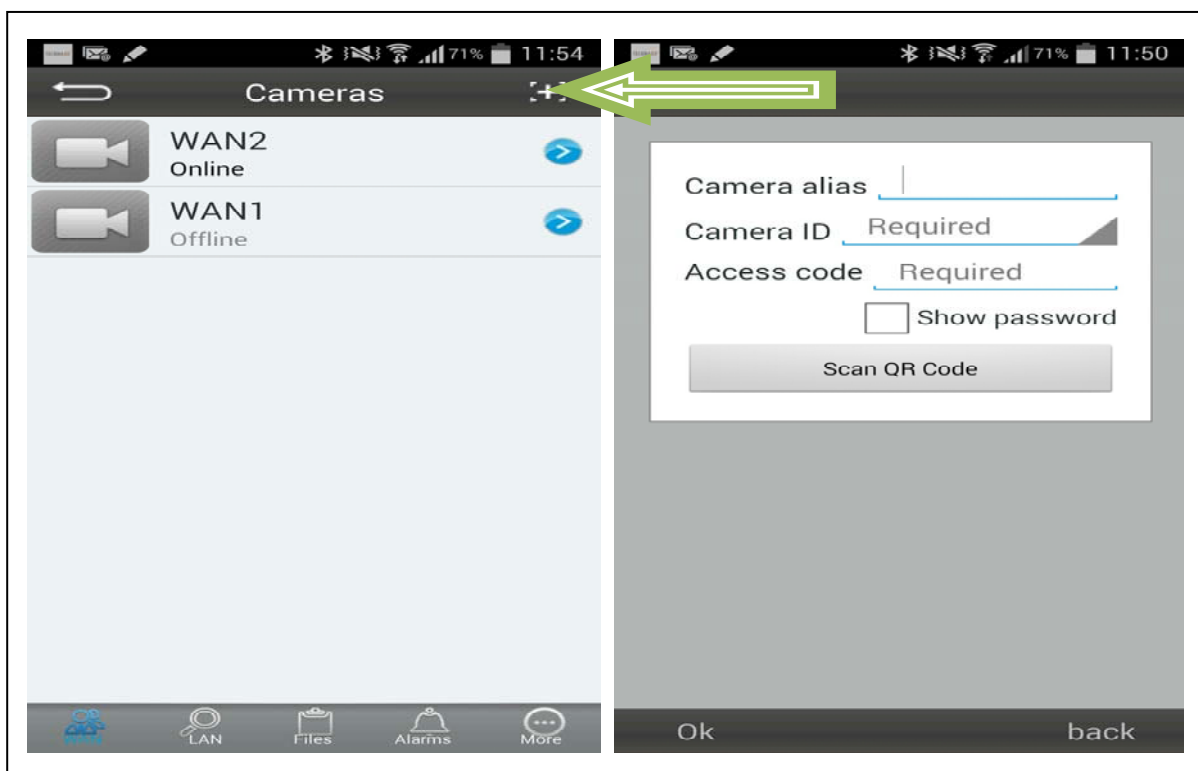 71% 11:54
Cameras
WAN2
Online
WAN1
Offline
LAN Files Alarms More
71% 11:50
Camera alias
Camera ID Required
Access code Required
Show password
Scan QR Code
Ok back